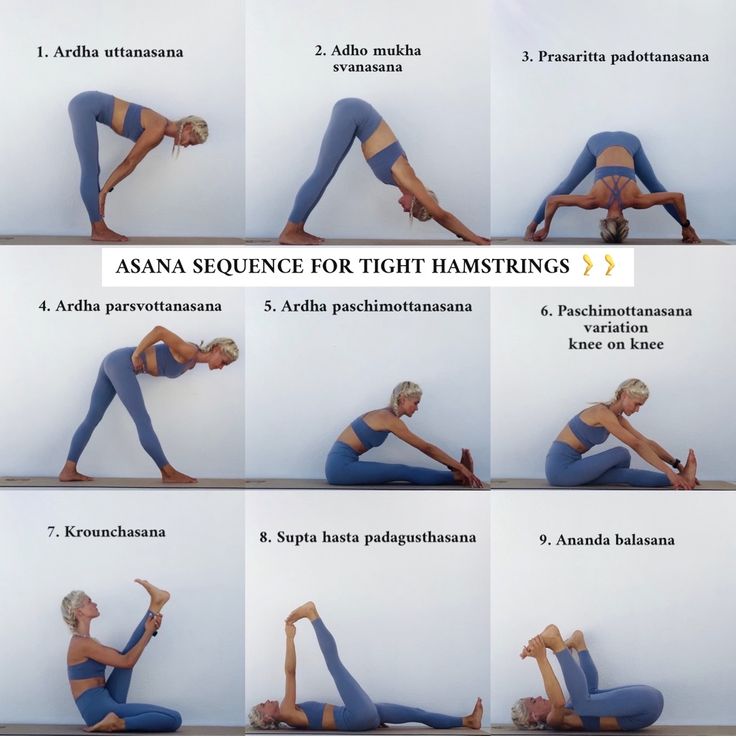 1. Ardha uttanasana
2. Adho mukha
svanasana
3. Prasaritta padottanasana
ASANA SEQUENCE FOR TIGHT HAMSTRINGS
4. Ardha parsvottanasana
5. Ardha paschimottanasana
6. Paschimottanasana
variation
knee on knee
7. Krounchasana
8. Supta hasta padagusthasana
9. Ananda balasana